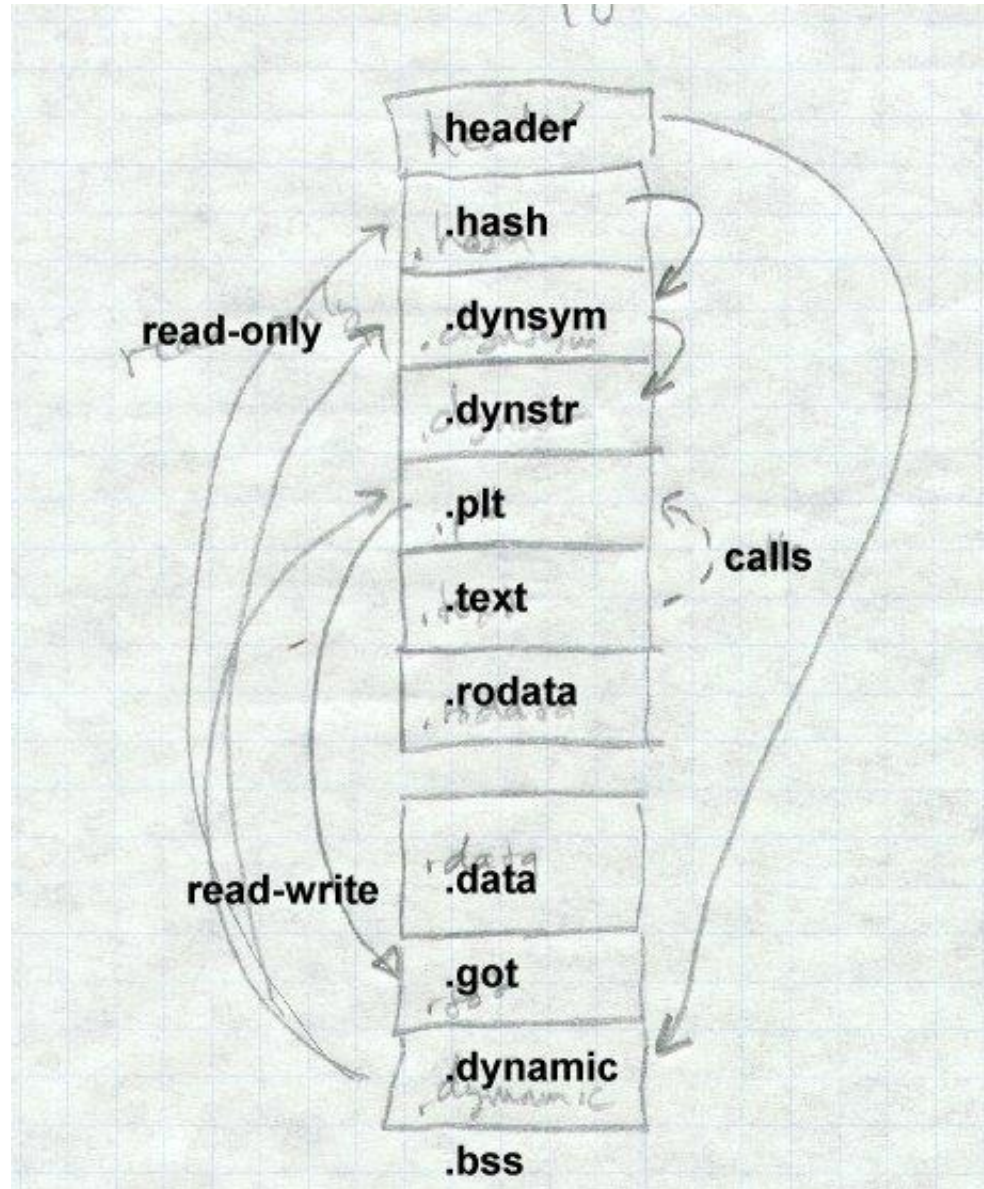 header
.hash
read-only
.dynsym
.dynstr
.plt
calls
.text
.rodata
.data
read-write
.got
.dynamic
.bss